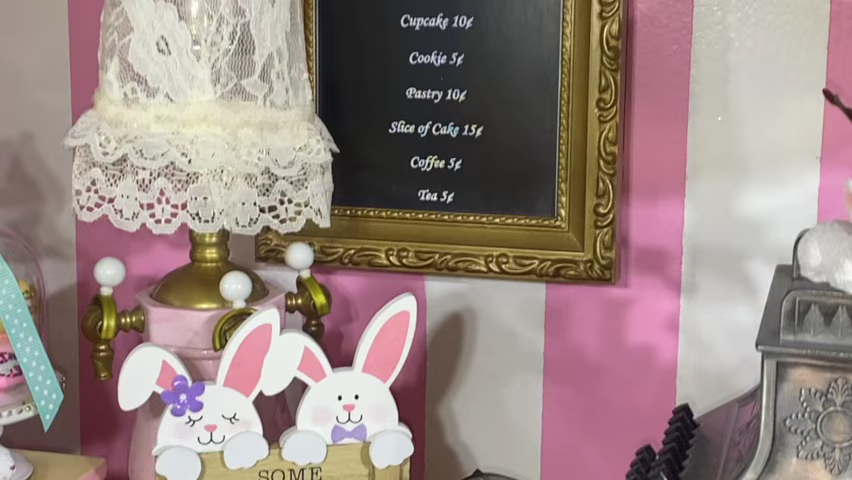 Cupcake 10¢
Cookie 5¢
Pastry 10¢
Slice of Cake 15¢
Coffee 5¢
Tea 5¢
SOME